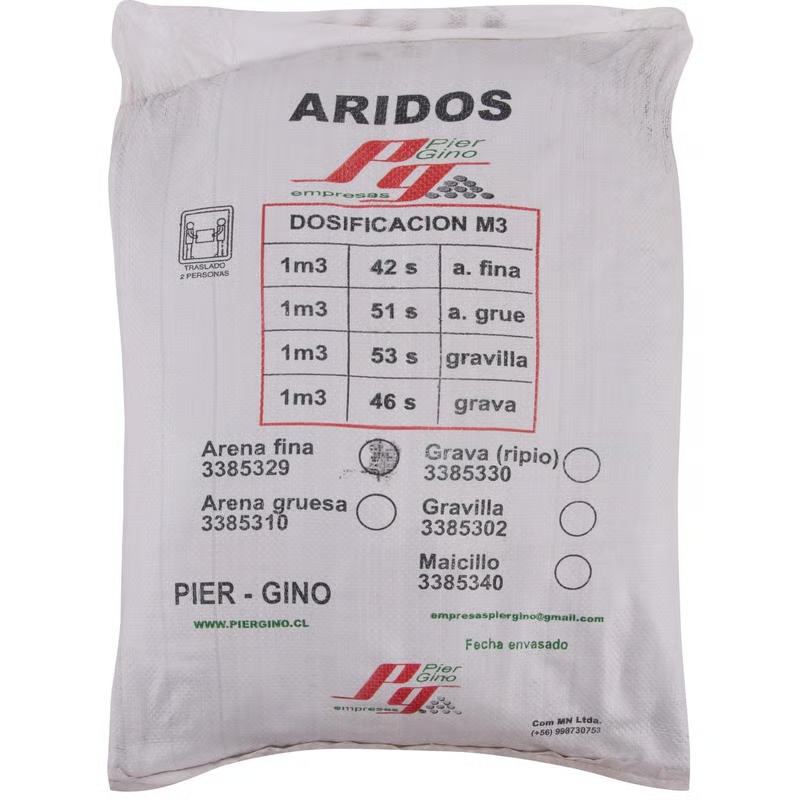 ARIDOS
Pier
Gino
Pg
empresas
DOSIFICACION M3
1m3 42 s a. fina
1m3 51 s a. grue
1m3 53 s gravilla
1m3 46 s grava
TRASLADO
2 PERSONAS
Arena fina
3385329
Grava (ripio)
3385330
Arena gruesa
3385310
Gravilla
3385302
Maicillo
3385340
PIER - GINO
WWW.PIERGINO.CL
empresaspiergino@gmail.com
Fecha envasado
Pier
Gino
Pg
empresas
Com MN Ltda.
(+56) 998730753